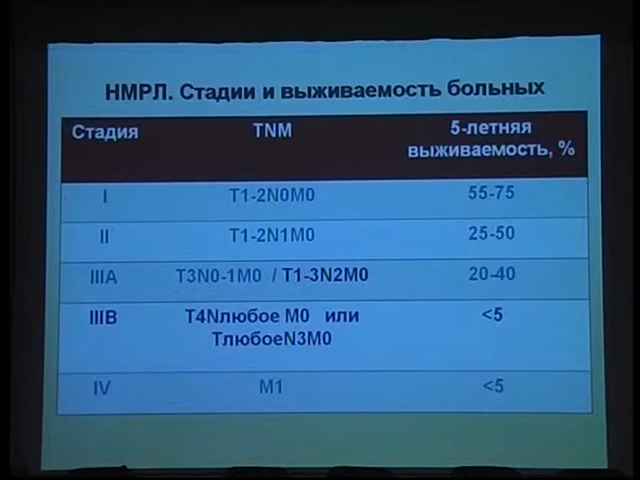 НМРЛ. Стадии и выживаемость больных
Стадия TNM 5-летняя выживаемость, %
I T1-2N0M0 55-75
II T1-2N1M0 25-50
IIIA T3N0-1M0 / T1-3N2M0 20-40
IIIB T4Nлюбое M0 или <5
TлюбоеN3M0
IV M1 <5